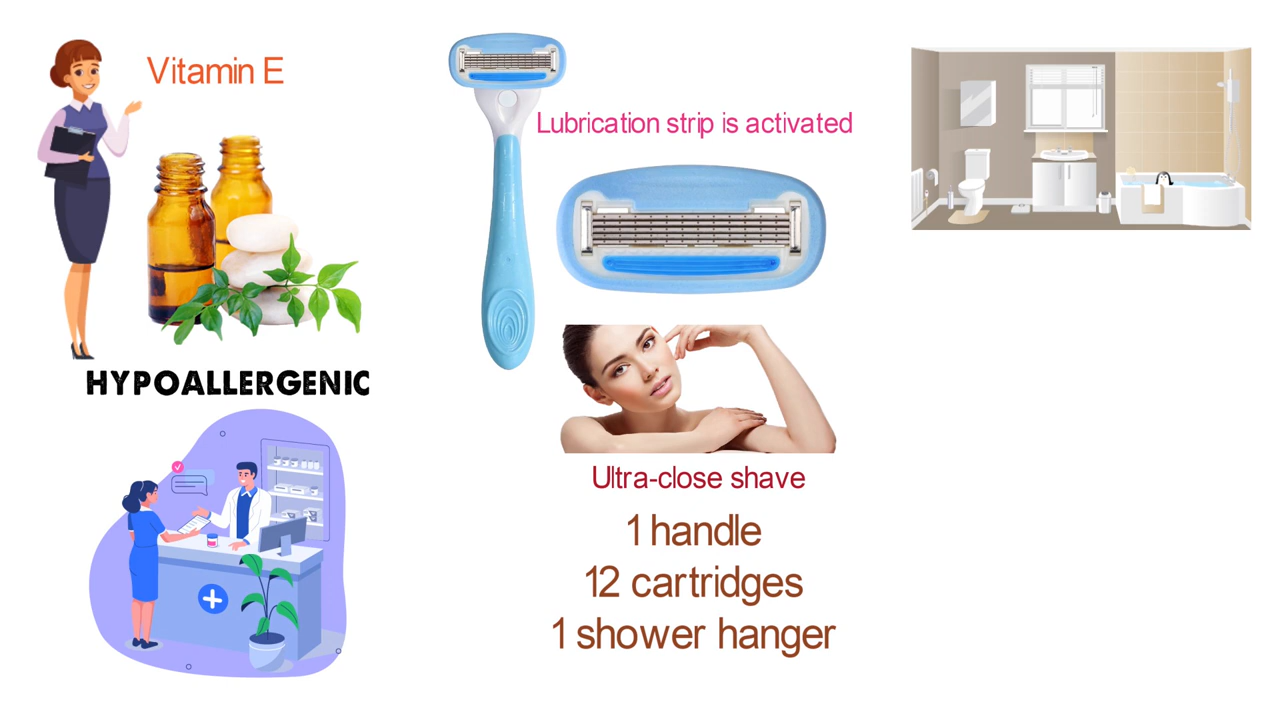 Vitamin E
HYPOALLERGENIC
Lubrication strip is activated
Ultra-close shave
1 handle
12 cartridges
1 shower hanger